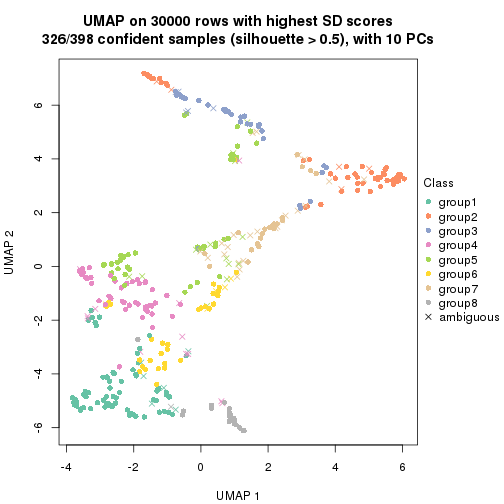 UMAP on 30000 rows with highest SD scores
326/398 confident samples (silhouette > 0.5), with 10 PCs
6
4
2
0
-2
-4
-6
UMAP 2
-4
-2
0
2
4
6
UMAP 1
Class
group1
group2
group3
group4
group5
group6
group7
group8
ambiguous